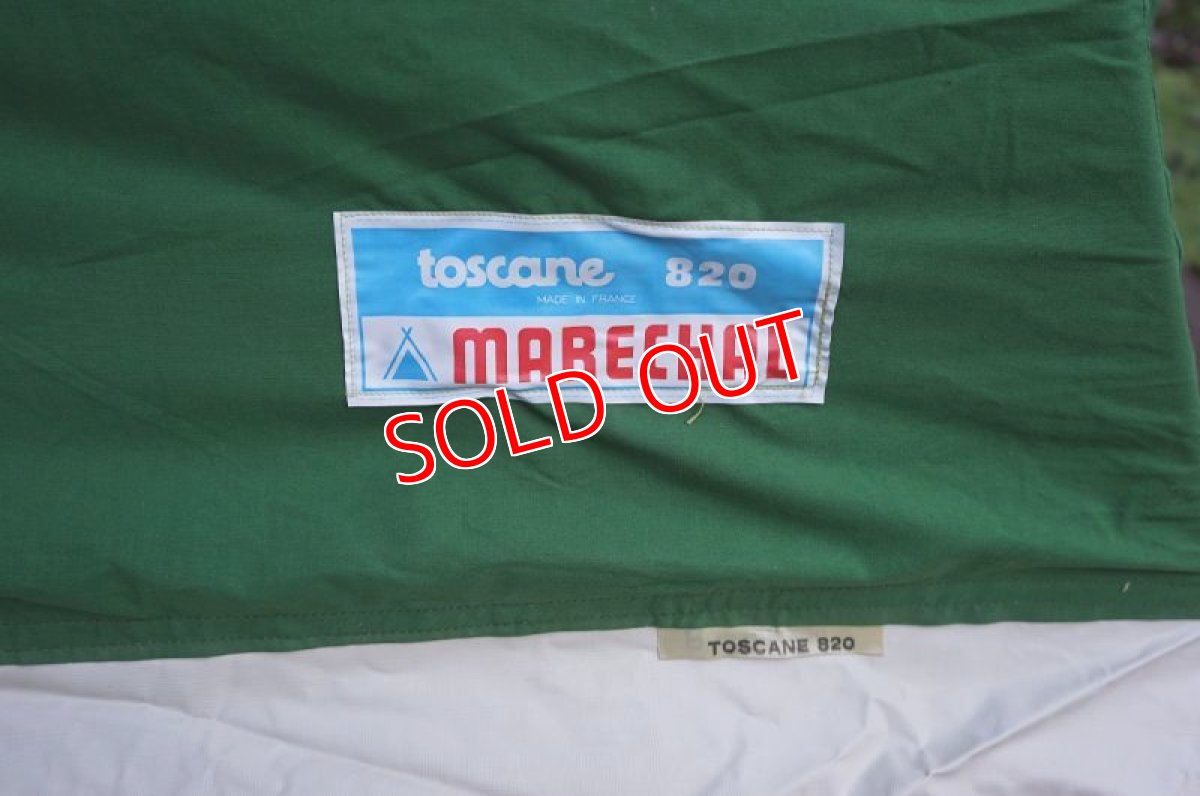 toscane 820
MADE IN FRANCE
MARECHAL
SOLD OUT
TOSCANE 820